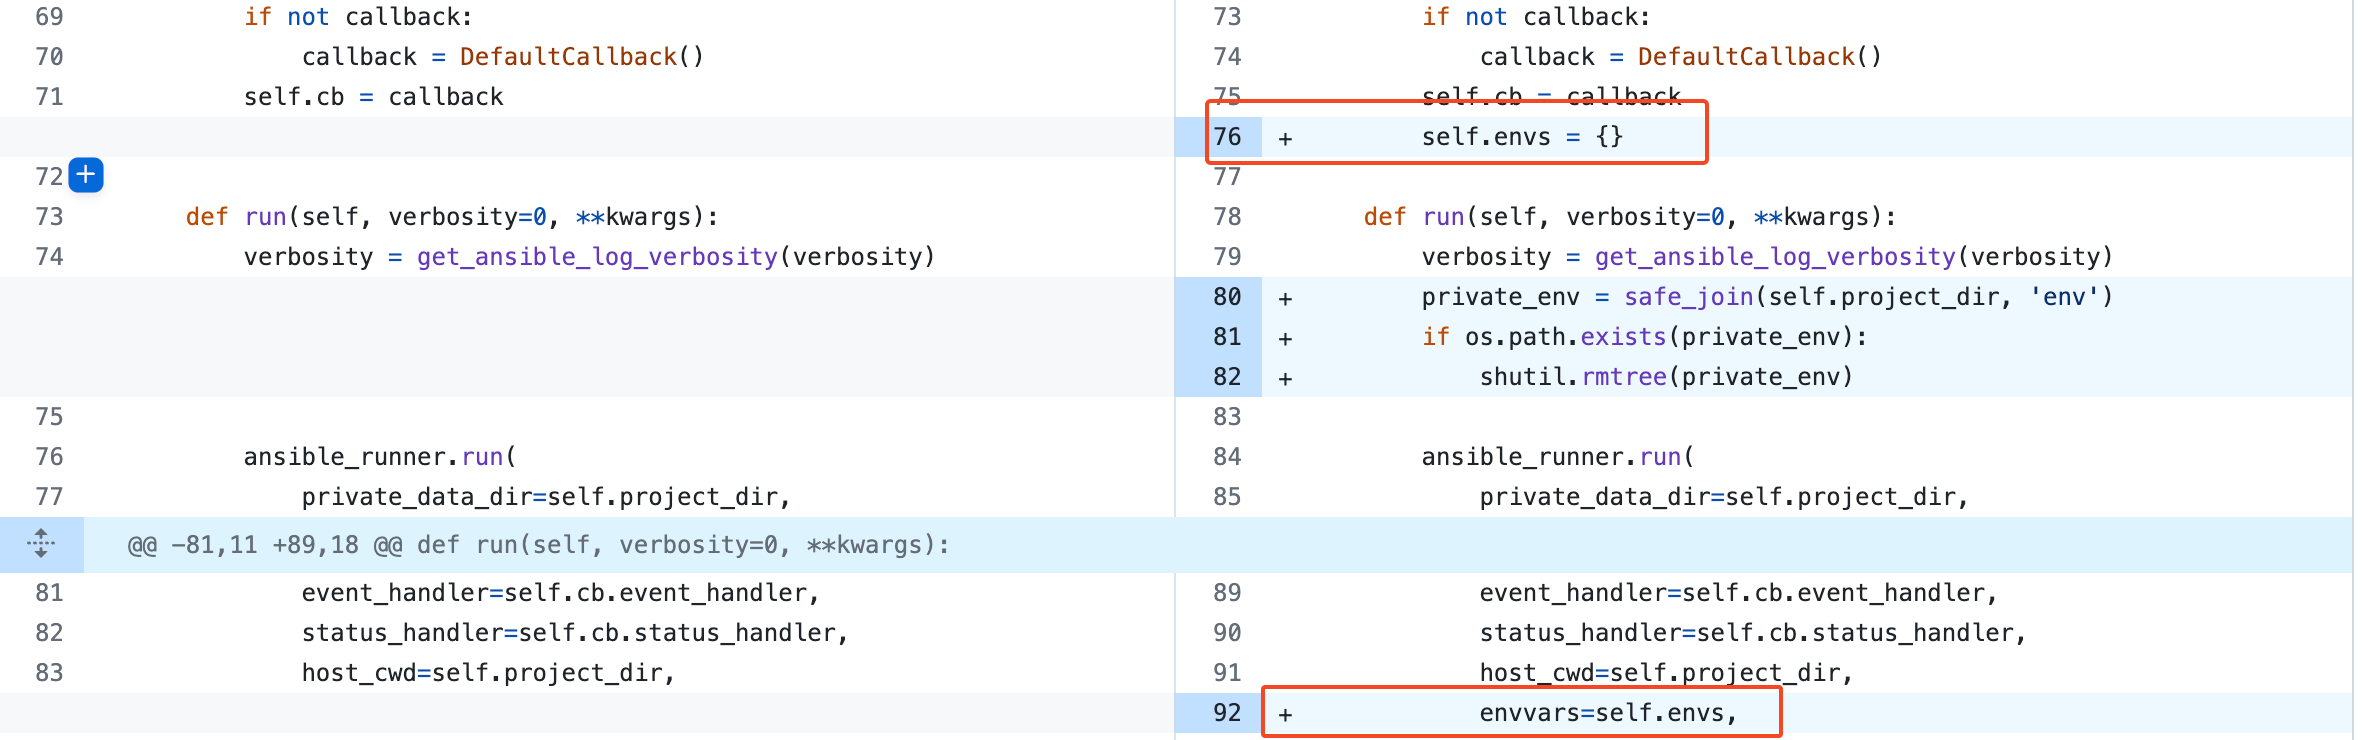 69 if not callback:
70 callback = DefaultCallback()
71 self.cb = callback
72 +
73 def run(self, verbosity=0, **kwargs):
74 verbosity = get_ansible_log_verbosity(verbosity)
75
76 ansible_runner.run(
77 private_data_dir=self.project_dir,
@@ -81,11 +89,18 @@ def run(self, verbosity=0, **kwargs):
81 event_handler=self.cb.event_handler,
82 status_handler=self.cb.status_handler,
83 host_cwd=self.project_dir,
73 if not callback:
74 callback = DefaultCallback()
75 self.cb = callback
76 + self.envs = {}
77
78 def run(self, verbosity=0, **kwargs):
79 verbosity = get_ansible_log_verbosity(verbosity)
80 + private_env = safe_join(self.project_dir, 'env')
81 + if os.path.exists(private_env):
82 + shutil.rmtree(private_env)
83
84 ansible_runner.run(
85 private_data_dir=self.project_dir,
89 event_handler=self.cb.event_handler,
90 status_handler=self.cb.status_handler,
91 host_cwd=self.project_dir,
92 + envvars=self.envs,